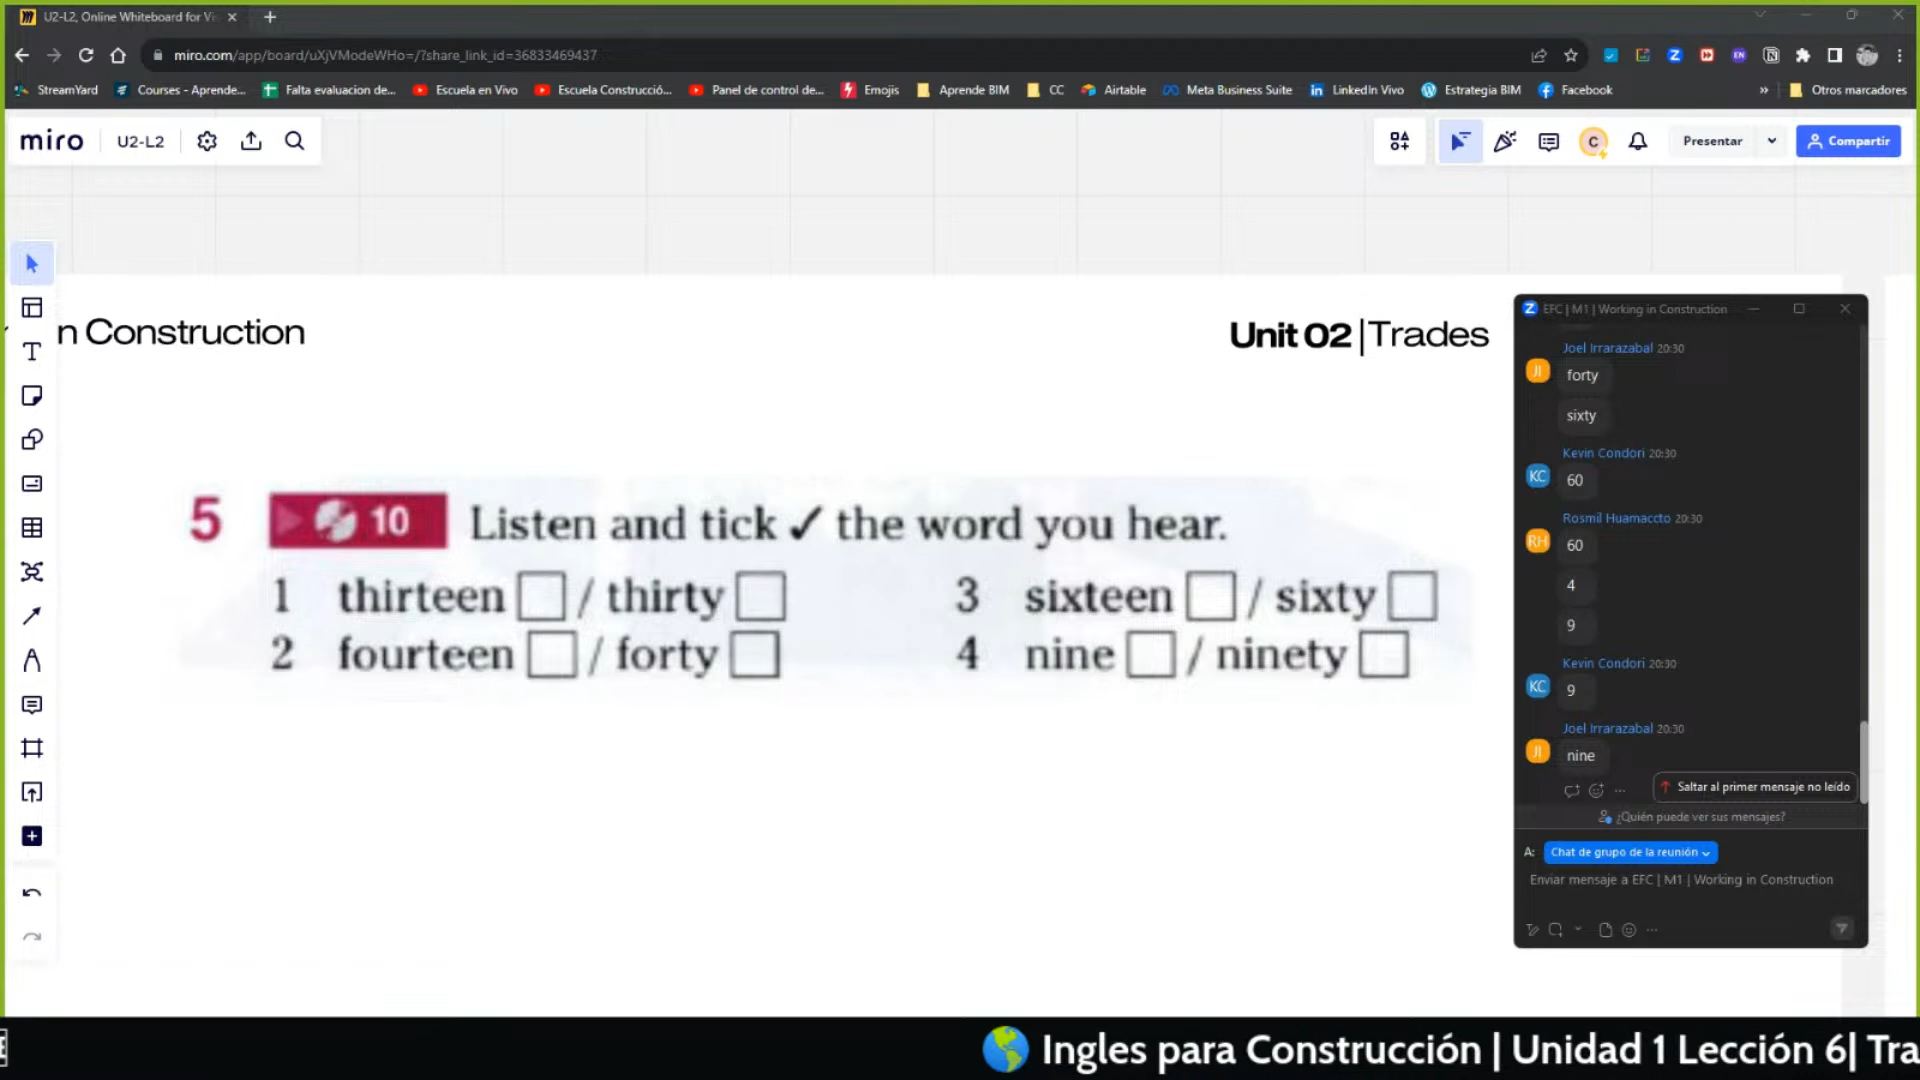 U2-L2, Online Whiteboard for Vi
miro.com/app/board/uXjVModeWHo=/?share_link_id=36833469437
StreamYard
Courses - Aprende...
Falta evaluacion de...
Escuela en Vivo
Escuela Construcció...
Panel de control de...
Emojis
Aprende BIM
CC
Airtable
Meta Business Suite
LinkedIn Vivo
Estrategia BIM
Facebook
»
Otros marcadores
miro
U2-L2
C
Presentar
Compartir
n Construction
Unit 02 | Trades
5 10 Listen and tick ✓ the word you hear.
1 thirteen / thirty
2 fourteen / forty
3 sixteen / sixty
4 nine / ninety
EFC | M1 | Working in Construction
Joel Irrarazabal 20:30
JI forty
sixty
Kevin Condori 20:30
KC 60
Rosmil Huamaccto 20:30
RH 60
4
9
Kevin Condori 20:30
KC 9
Joel Irrarazabal 20:30
JI nine
Saltar al primer mensaje no leído
¿Quién puede ver sus mensajes?
A: Chat de grupo de la reunión
Enviar mensaje a EFC | M1 | Working in Construction
Ingles para Construcción | Unidad 1 Lección 6| Tra